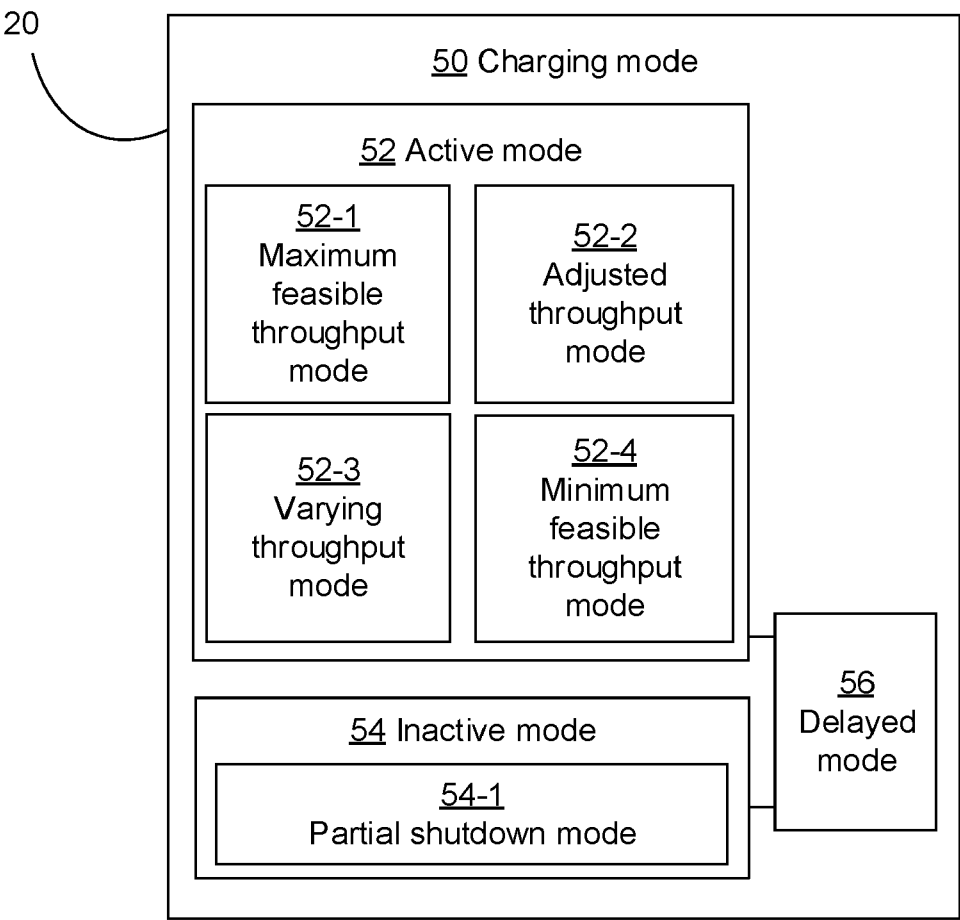 20
50 Charging mode
52 Active mode
52-1
Maximum
feasible
throughput
mode
52-2
Adjusted
throughput
mode
52-3
Varying
throughput
mode
52-4
Minimum
feasible
throughput
mode
56
Delayed
mode
54 Inactive mode
54-1
Partial shutdown mode